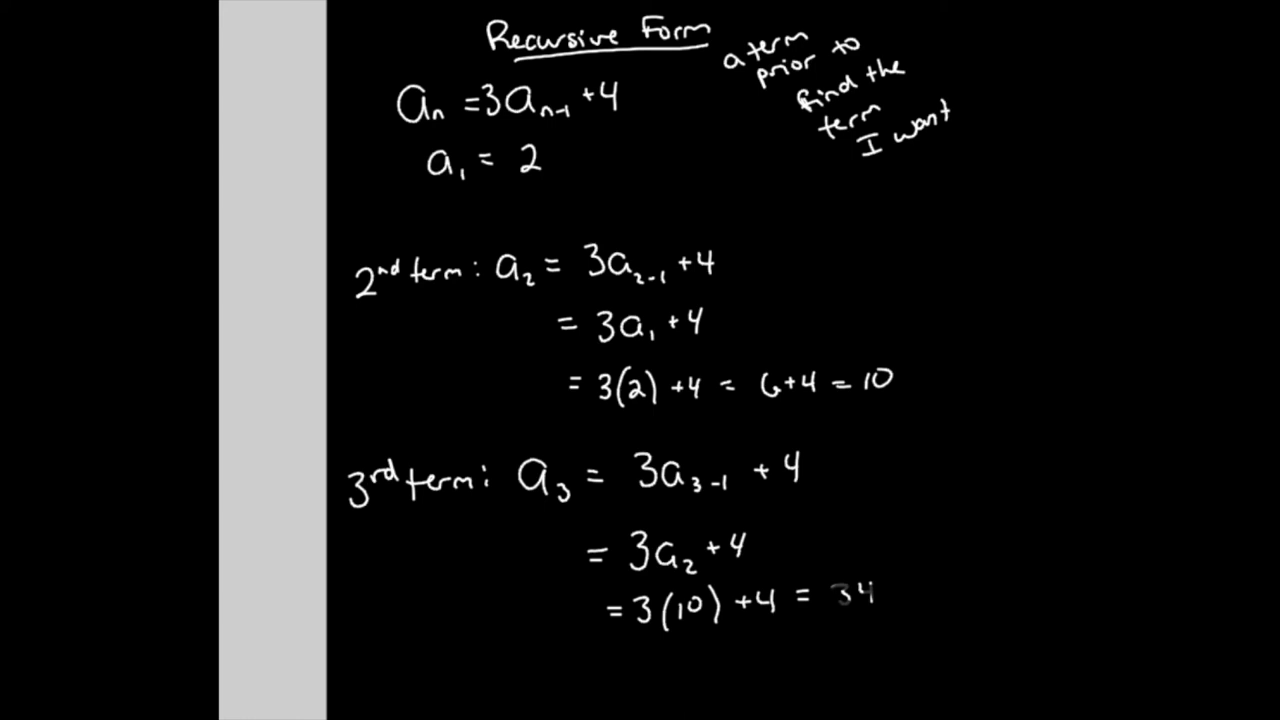 Recursive Form
aₙ = 3aₙ₋₁ + 4
a₁ = 2
a term
prior to
find the
term
I want
2ⁿᵈ term: a₂ = 3a₂₋₁ + 4
= 3a₁ + 4
= 3(2) + 4 = 6+4 = 10
3ʳᵈ term: a₃ = 3a₃₋₁ + 4
= 3a₂ + 4
= 3(10) + 4 = 34